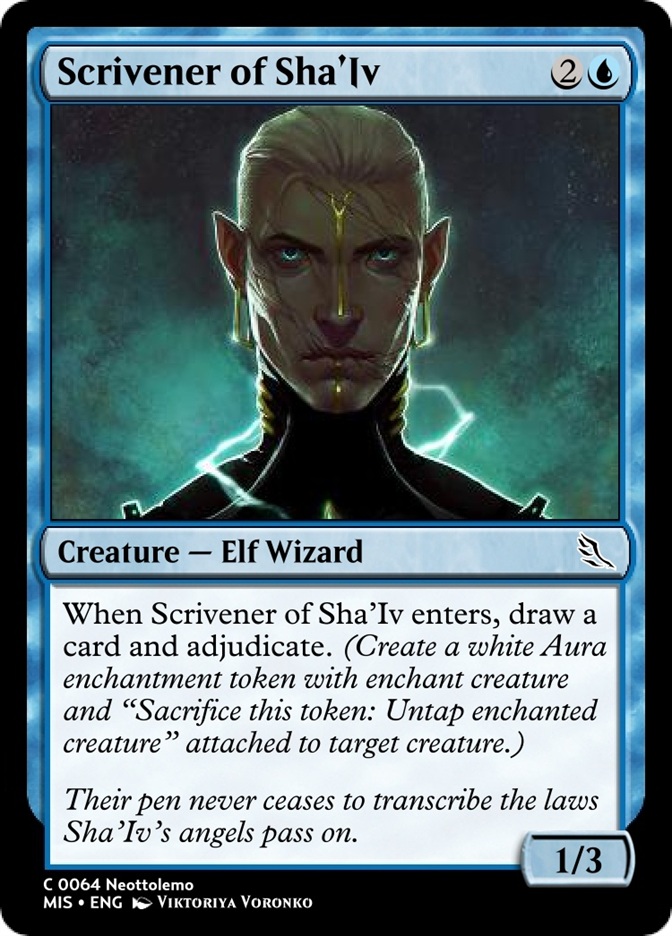 Scrivener of Sha'Iv 2
Creature — Elf Wizard
When Scrivener of Sha'Iv enters, draw a
card and adjudicate. (Create a white Aura
enchantment token with enchant creature
and “Sacrifice this token: Untap enchanted
creature” attached to target creature.)
Their pen never ceases to transcribe the laws
Sha'Iv's angels pass on.
1/3
C 0064 Neottolemo
MIS • ENG Viktoriya Voronko